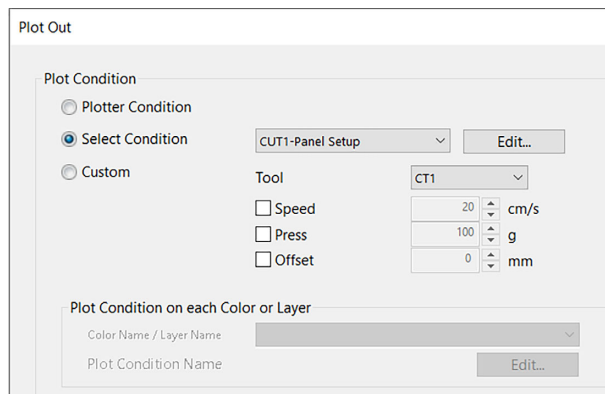 Plot Out
Plot Condition
Plotter Condition
Select Condition CUT1-Panel Setup Edit...
Custom Tool CT1
Speed 20 cm/s
Press 100 g
Offset 0 mm
Plot Condition on each Color or Layer
Color Name / Layer Name
Plot Condition Name Edit...